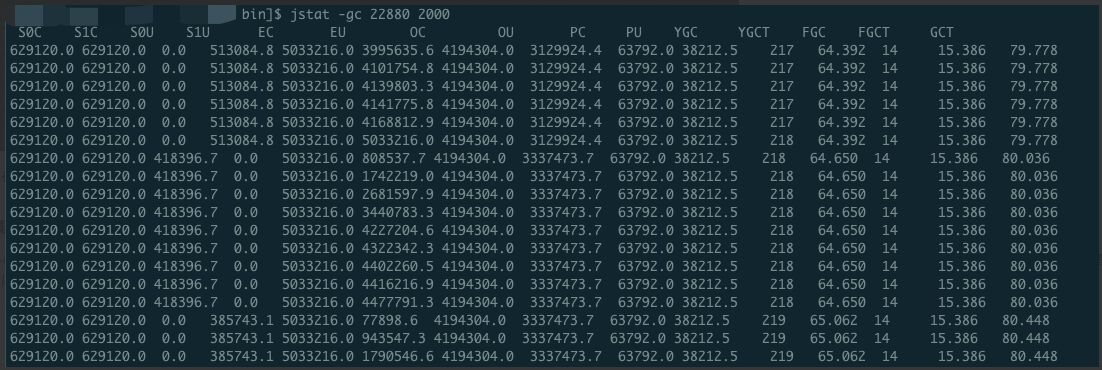 bin]$ jstat -gc 22880 2000
S0C S1C S0U S1U EC EU OC OU PC PU YGC YGCT FGC FGCT GCT
629120.0 629120.0 0.0 513084.8 5033216.0 3995635.6 4194304.0 3129924.4 63792.0 38212.5 217 64.392 14 15.386 79.778
629120.0 629120.0 0.0 513084.8 5033216.0 4101754.8 4194304.0 3129924.4 63792.0 38212.5 217 64.392 14 15.386 79.778
629120.0 629120.0 0.0 513084.8 5033216.0 4139803.3 4194304.0 3129924.4 63792.0 38212.5 217 64.392 14 15.386 79.778
629120.0 629120.0 0.0 513084.8 5033216.0 4141775.8 4194304.0 3129924.4 63792.0 38212.5 217 64.392 14 15.386 79.778
629120.0 629120.0 0.0 513084.8 5033216.0 4168812.9 4194304.0 3129924.4 63792.0 38212.5 217 64.392 14 15.386 79.778
629120.0 629120.0 0.0 513084.8 5033216.0 5033216.0 4194304.0 3129924.4 63792.0 38212.5 217 64.392 14 15.386 79.778
629120.0 629120.0 418396.7 0.0 5033216.0 808537.7 4194304.0 3337473.7 63792.0 38212.5 218 64.650 14 15.386 80.036
629120.0 629120.0 418396.7 0.0 5033216.0 1742219.0 4194304.0 3337473.7 63792.0 38212.5 218 64.650 14 15.386 80.036
629120.0 629120.0 418396.7 0.0 5033216.0 2681597.9 4194304.0 3337473.7 63792.0 38212.5 218 64.650 14 15.386 80.036
629120.0 629120.0 418396.7 0.0 5033216.0 3440783.3 4194304.0 3337473.7 63792.0 38212.5 218 64.650 14 15.386 80.036
629120.0 629120.0 418396.7 0.0 5033216.0 4227204.6 4194304.0 3337473.7 63792.0 38212.5 218 64.650 14 15.386 80.036
629120.0 629120.0 418396.7 0.0 5033216.0 4322342.3 4194304.0 3337473.7 63792.0 38212.5 218 64.650 14 15.386 80.036
629120.0 629120.0 418396.7 0.0 5033216.0 4402260.5 4194304.0 3337473.7 63792.0 38212.5 218 64.650 14 15.386 80.036
629120.0 629120.0 418396.7 0.0 5033216.0 4416216.9 4194304.0 3337473.7 63792.0 38212.5 218 64.650 14 15.386 80.036
629120.0 629120.0 418396.7 0.0 5033216.0 4477791.3 4194304.0 3337473.7 63792.0 38212.5 218 64.650 14 15.386 80.036
629120.0 629120.0 0.0 385743.1 5033216.0 77898.6 4194304.0 3337473.7 63792.0 38212.5 219 65.062 14 15.386 80.448
629120.0 629120.0 0.0 385743.1 5033216.0 943547.3 4194304.0 3337473.7 63792.0 38212.5 219 65.062 14 15.386 80.448
629120.0 629120.0 0.0 385743.1 5033216.0 1790546.6 4194304.0 3337473.7 63792.0 38212.5 219 65.062 14 15.386 80.448